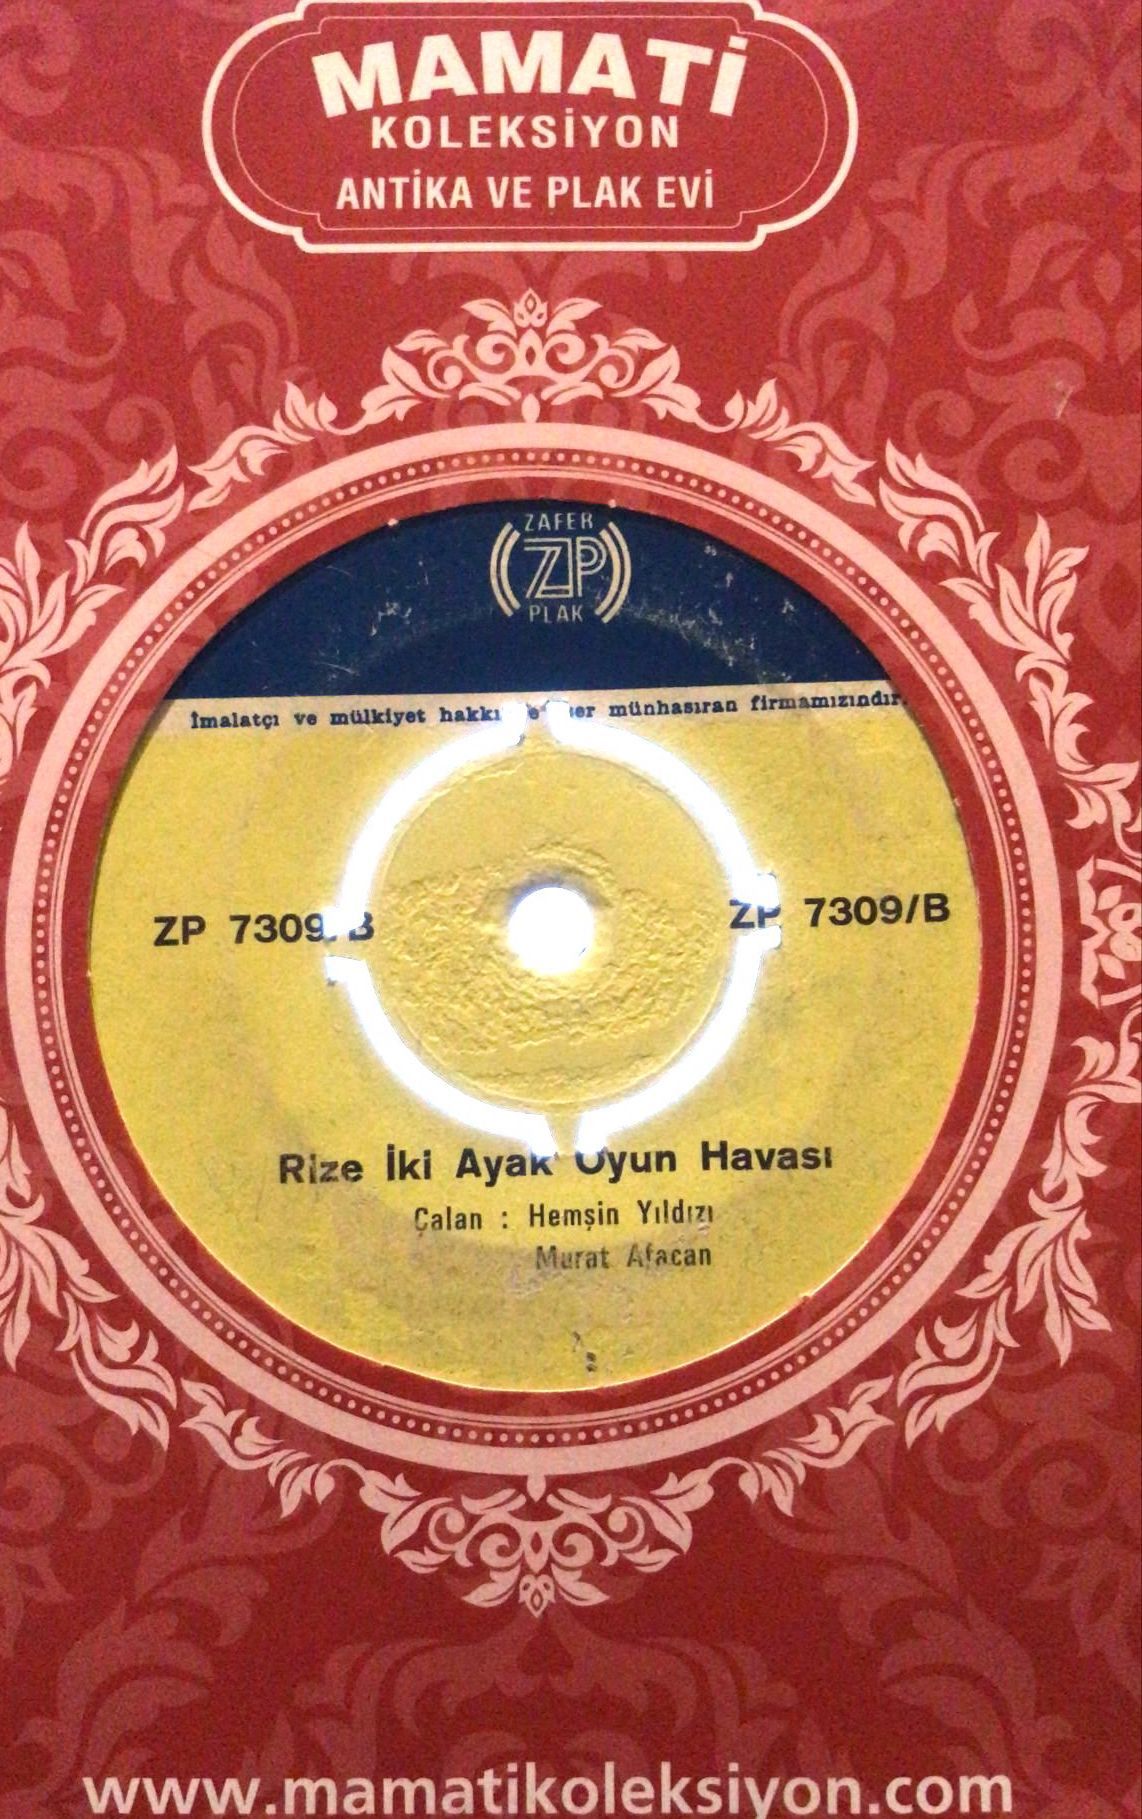 MAMATİ
KOLEKSİYON
ANTİKA VE PLAK EVİ
ZAFER
ZP
PLAK
İmalatçı ve mülkiyet hakkı münhasıran firmamızındır.
ZP 7309/B ZP 7309/B
Rize İki Ayak Oyun Havası
Çalan : Hemşin Yıldızı
Murat Afacan
www.mamatikoleksiyon.com